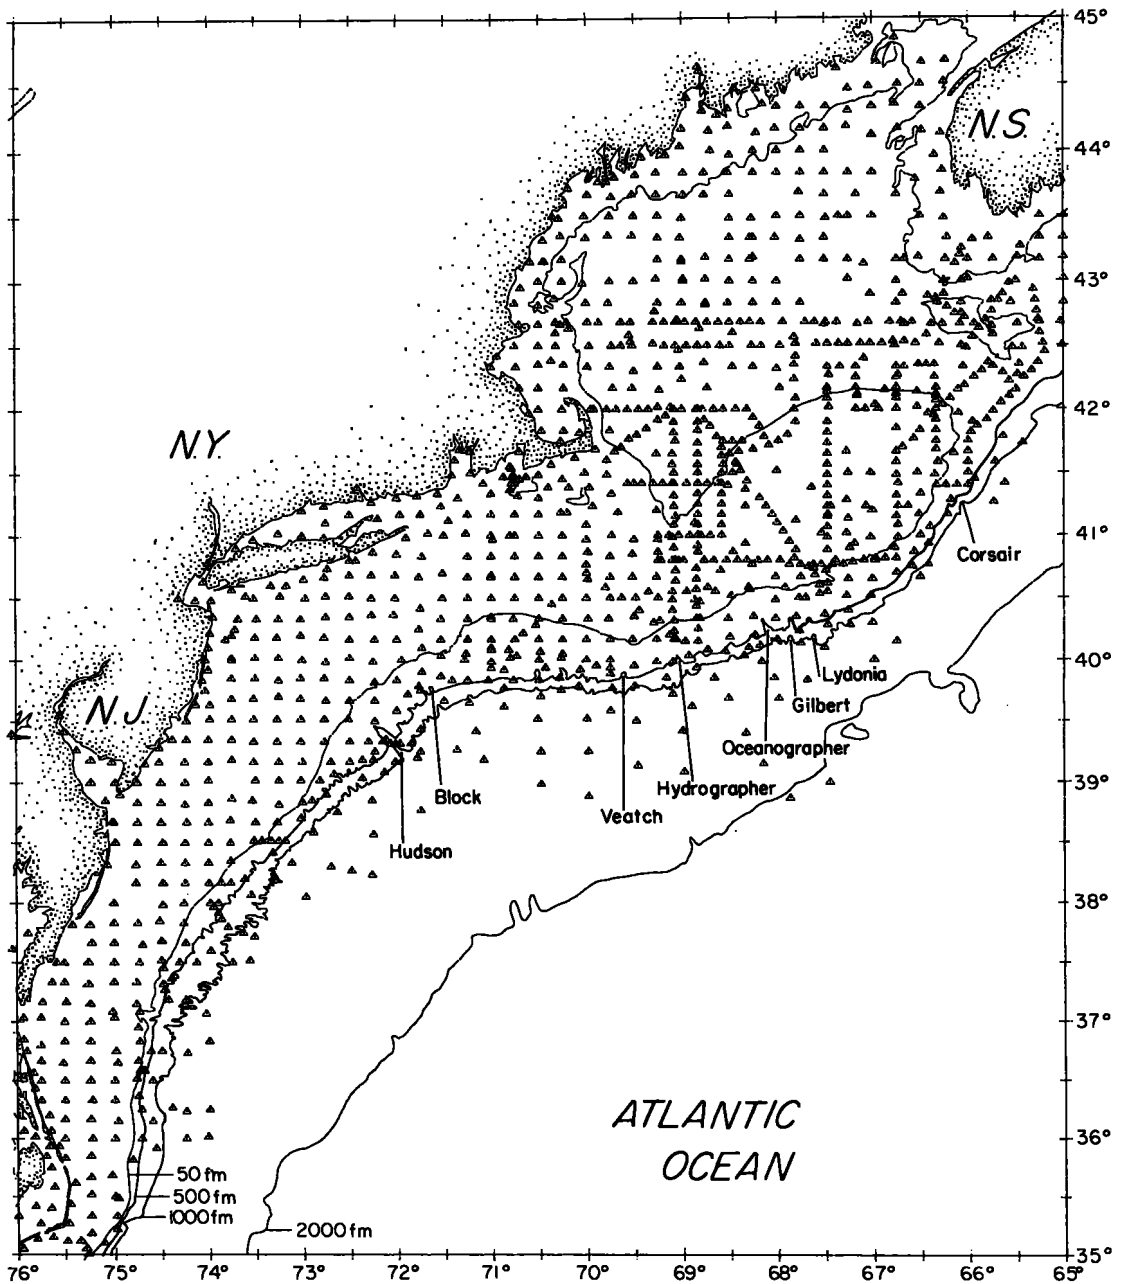 45°
N.S.
44°
43°
42°
N.Y.
41°
Corsair
40°
Lydonia
N.J.
Gilbert
Oceanographer
39°
Hydrographer
Block
Veatch
Hudson
38°
37°
ATLANTIC
36°
OCEAN
50 fm
500 fm
1000 fm
2000 fm
35°
76° 75° 74° 73° 72° 71° 70° 69° 68° 67° 66° 65°